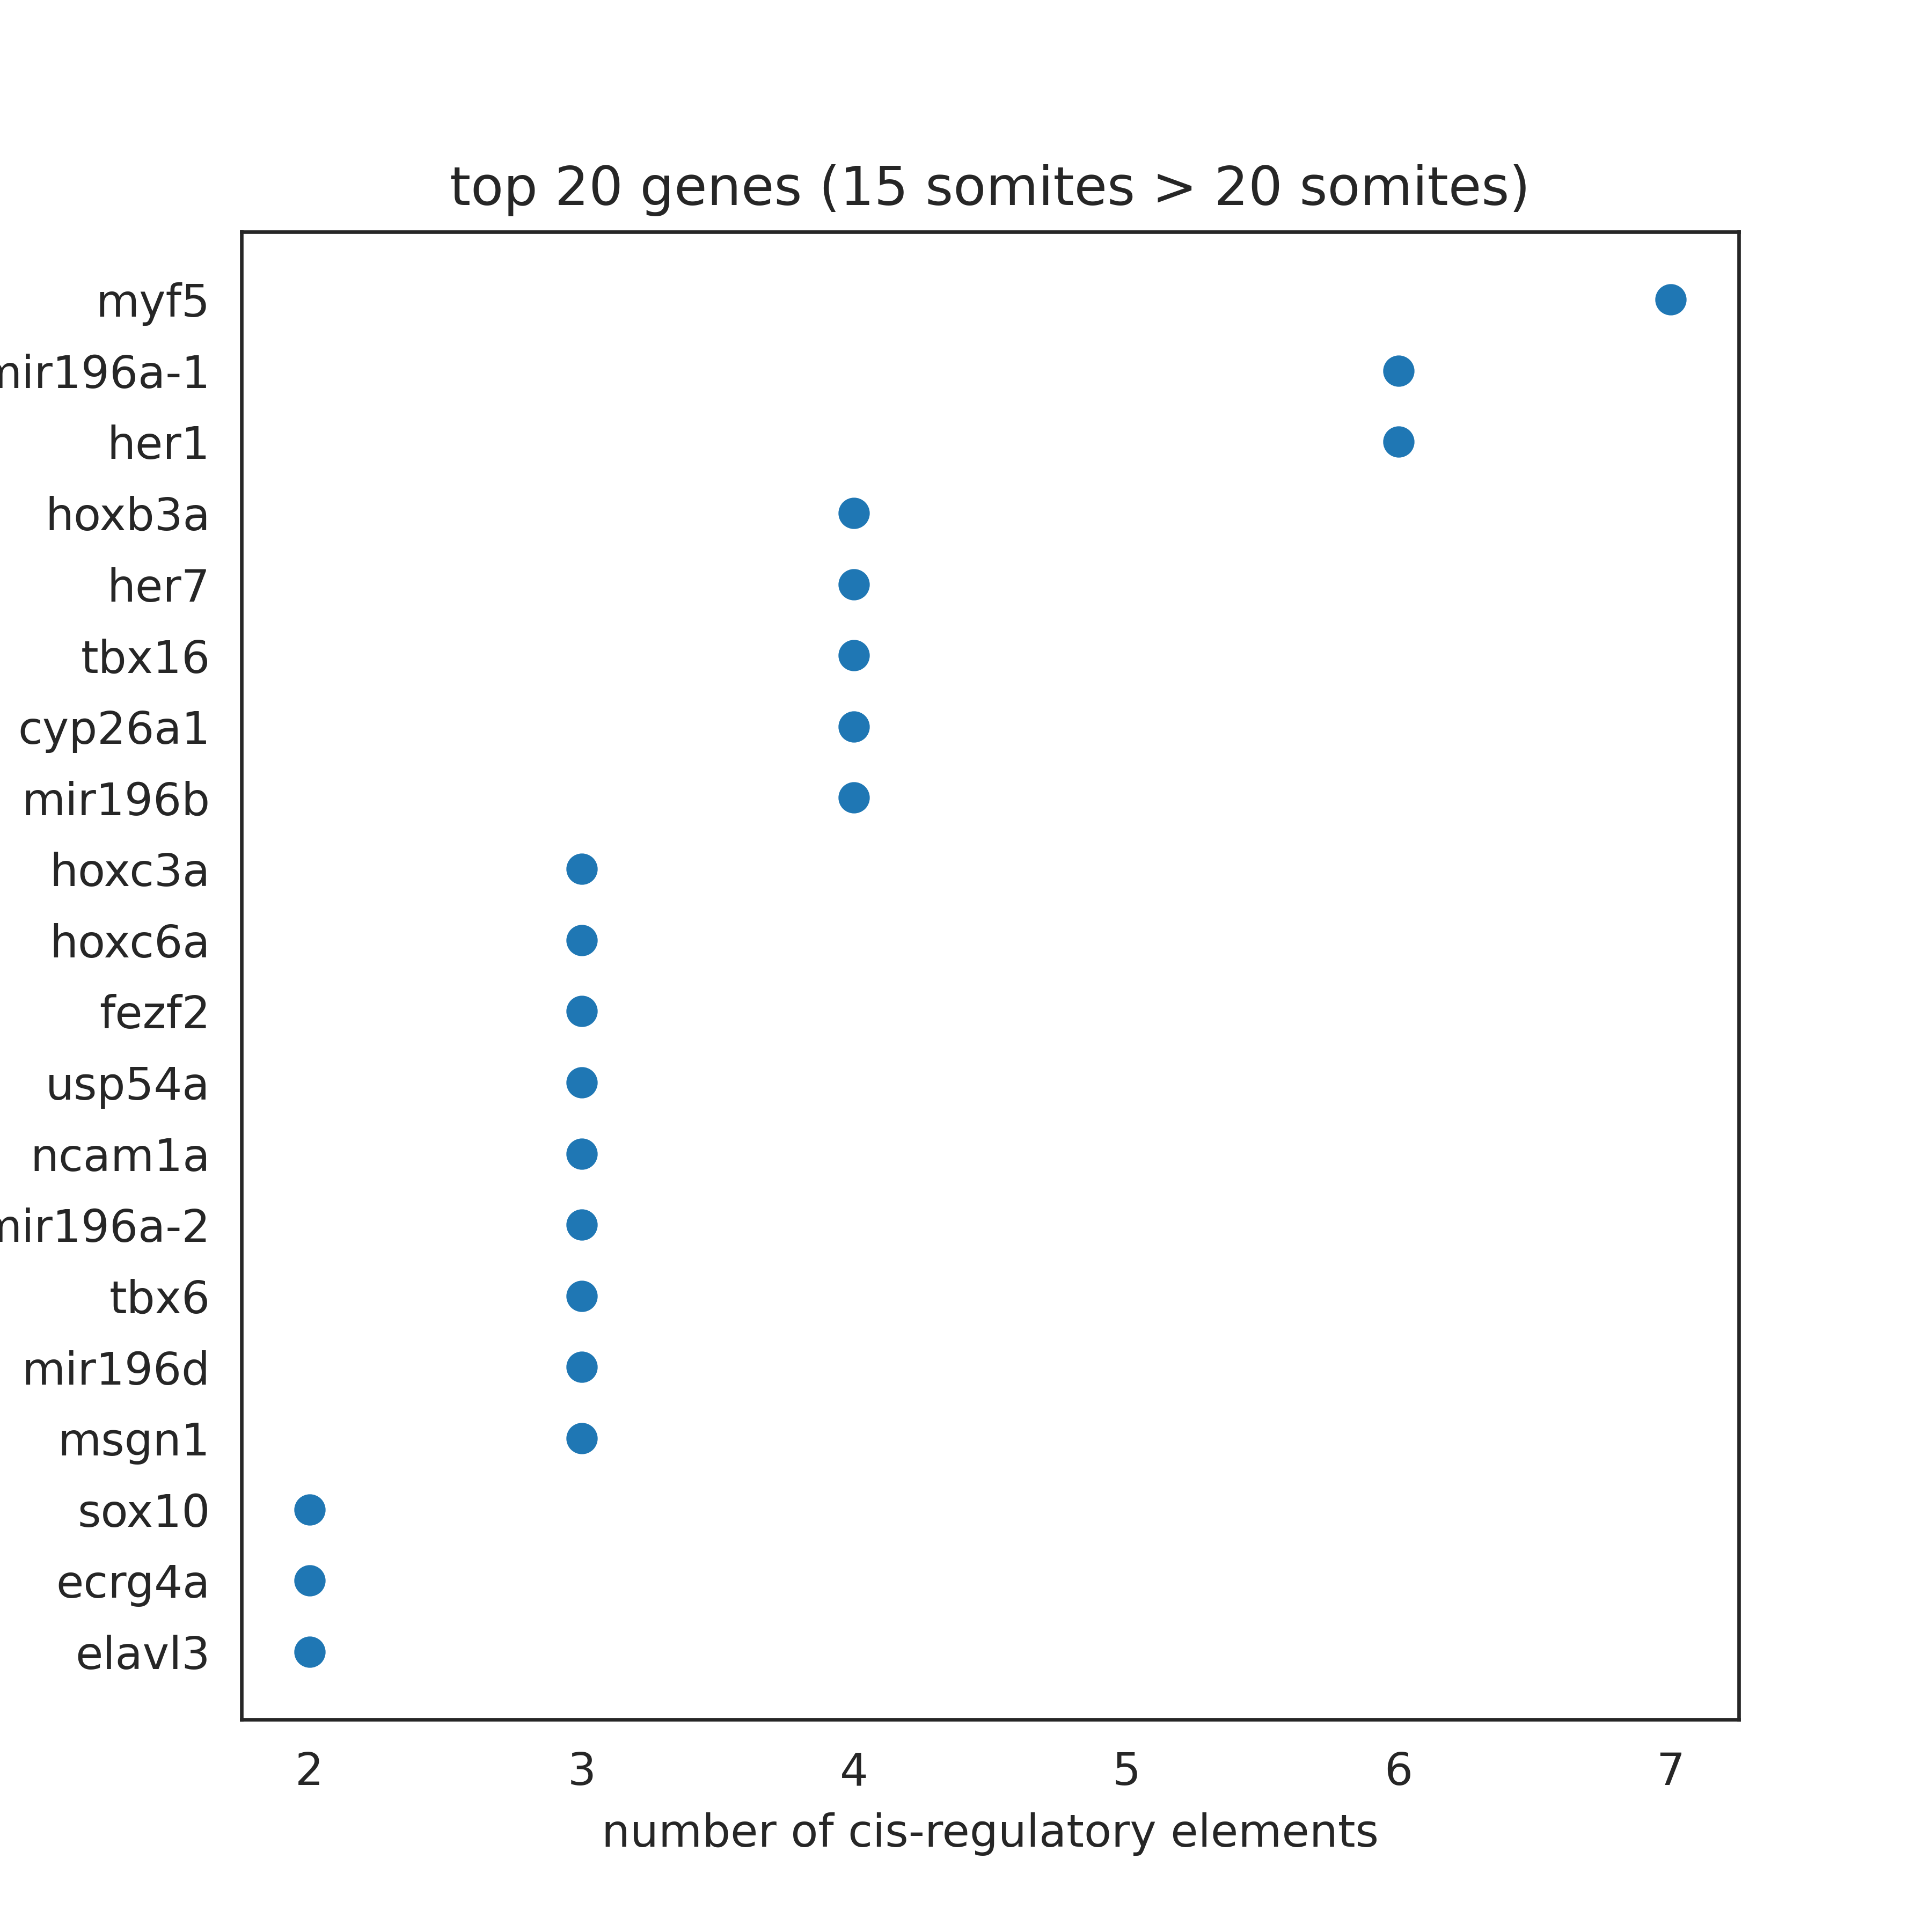 top 20 genes (15 somites > 20 somites)
myf5
mir196a-1
her1
hoxb3a
her7
tbx16
cyp26a1
mir196b
hoxc3a
hoxc6a
fezf2
usp54a
ncam1a
mir196a-2
tbx6
mir196d
msgn1
sox10
ecrg4a
elavl3
2 3 4 5 6 7
number of cis-regulatory elements